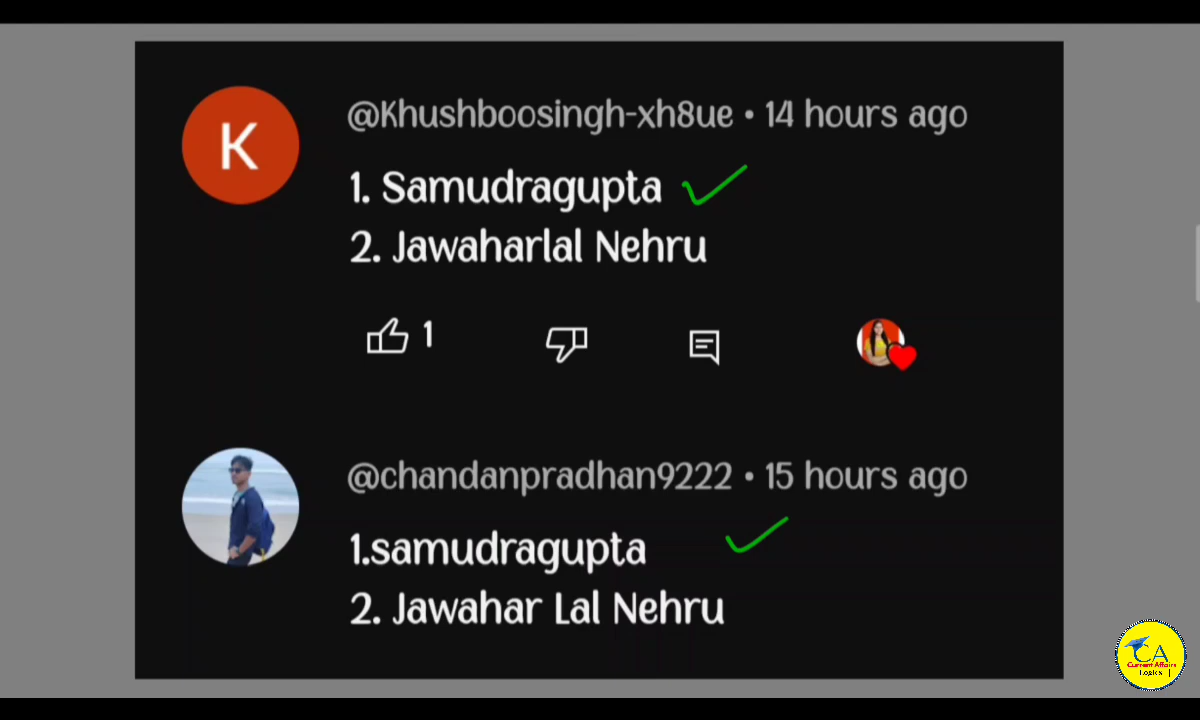 K
@Khushboosingh-xh8ue • 14 hours ago
1. Samudragupta
2. Jawaharlal Nehru
1
@chandanpradhan9222 • 15 hours ago
1.samudragupta
2. Jawahar Lal Nehru
CA
Current Affairs
Logics